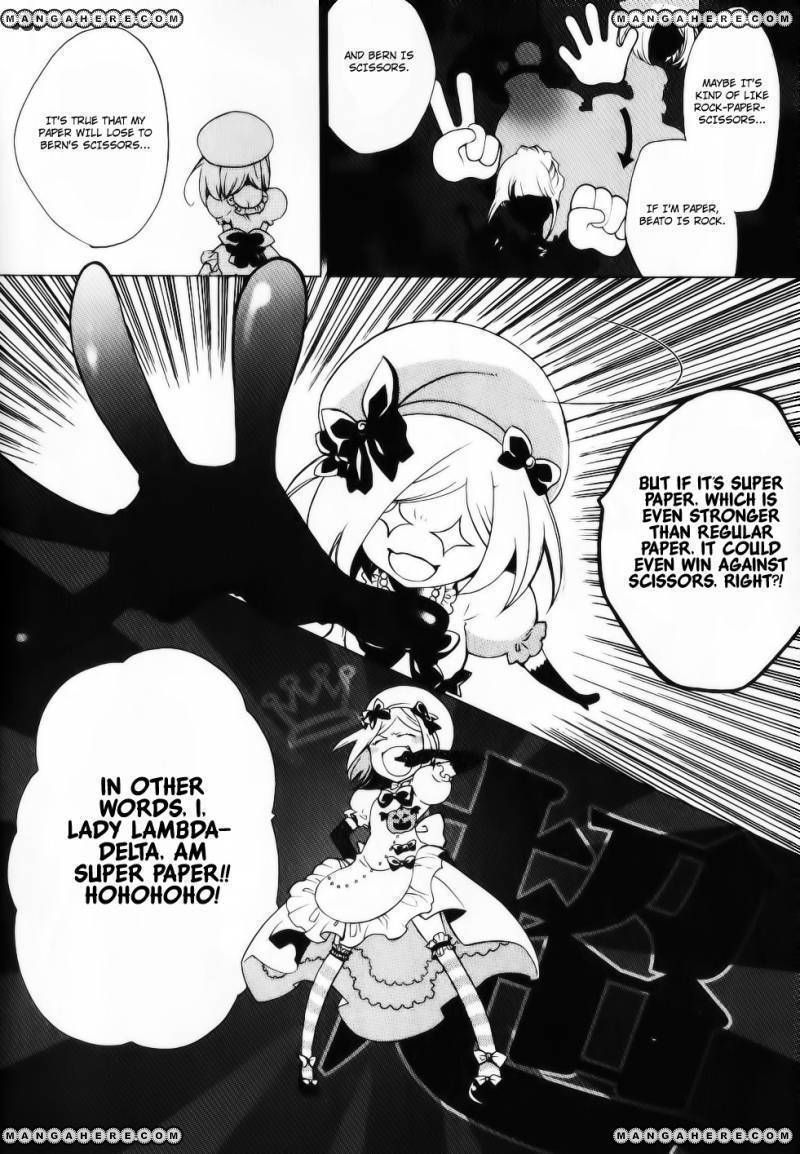 MANGAHERE.COM
MANGAHERE.COM
MAYBE IT'S
KIND OF LIKE
ROCK-PAPER-
SCISSORS...
IF I'M PAPER,
BEATO IS ROCK.
AND BERN IS
SCISSORS.
IT'S TRUE THAT MY
PAPER WILL LOSE TO
BERN'S SCISSORS...
BUT IF IT'S SUPER
PAPER. WHICH IS
EVEN STRONGER
THAN REGULAR
PAPER. IT COULD
EVEN WIN AGAINST
SCISSORS. RIGHT?!
IN OTHER
WORDS. I.
LADY LAMBDA-
DELTA. AM
SUPER PAPER!!
HOHOHOHO!
MANGAHERE.COM
MANGAHERE.COM